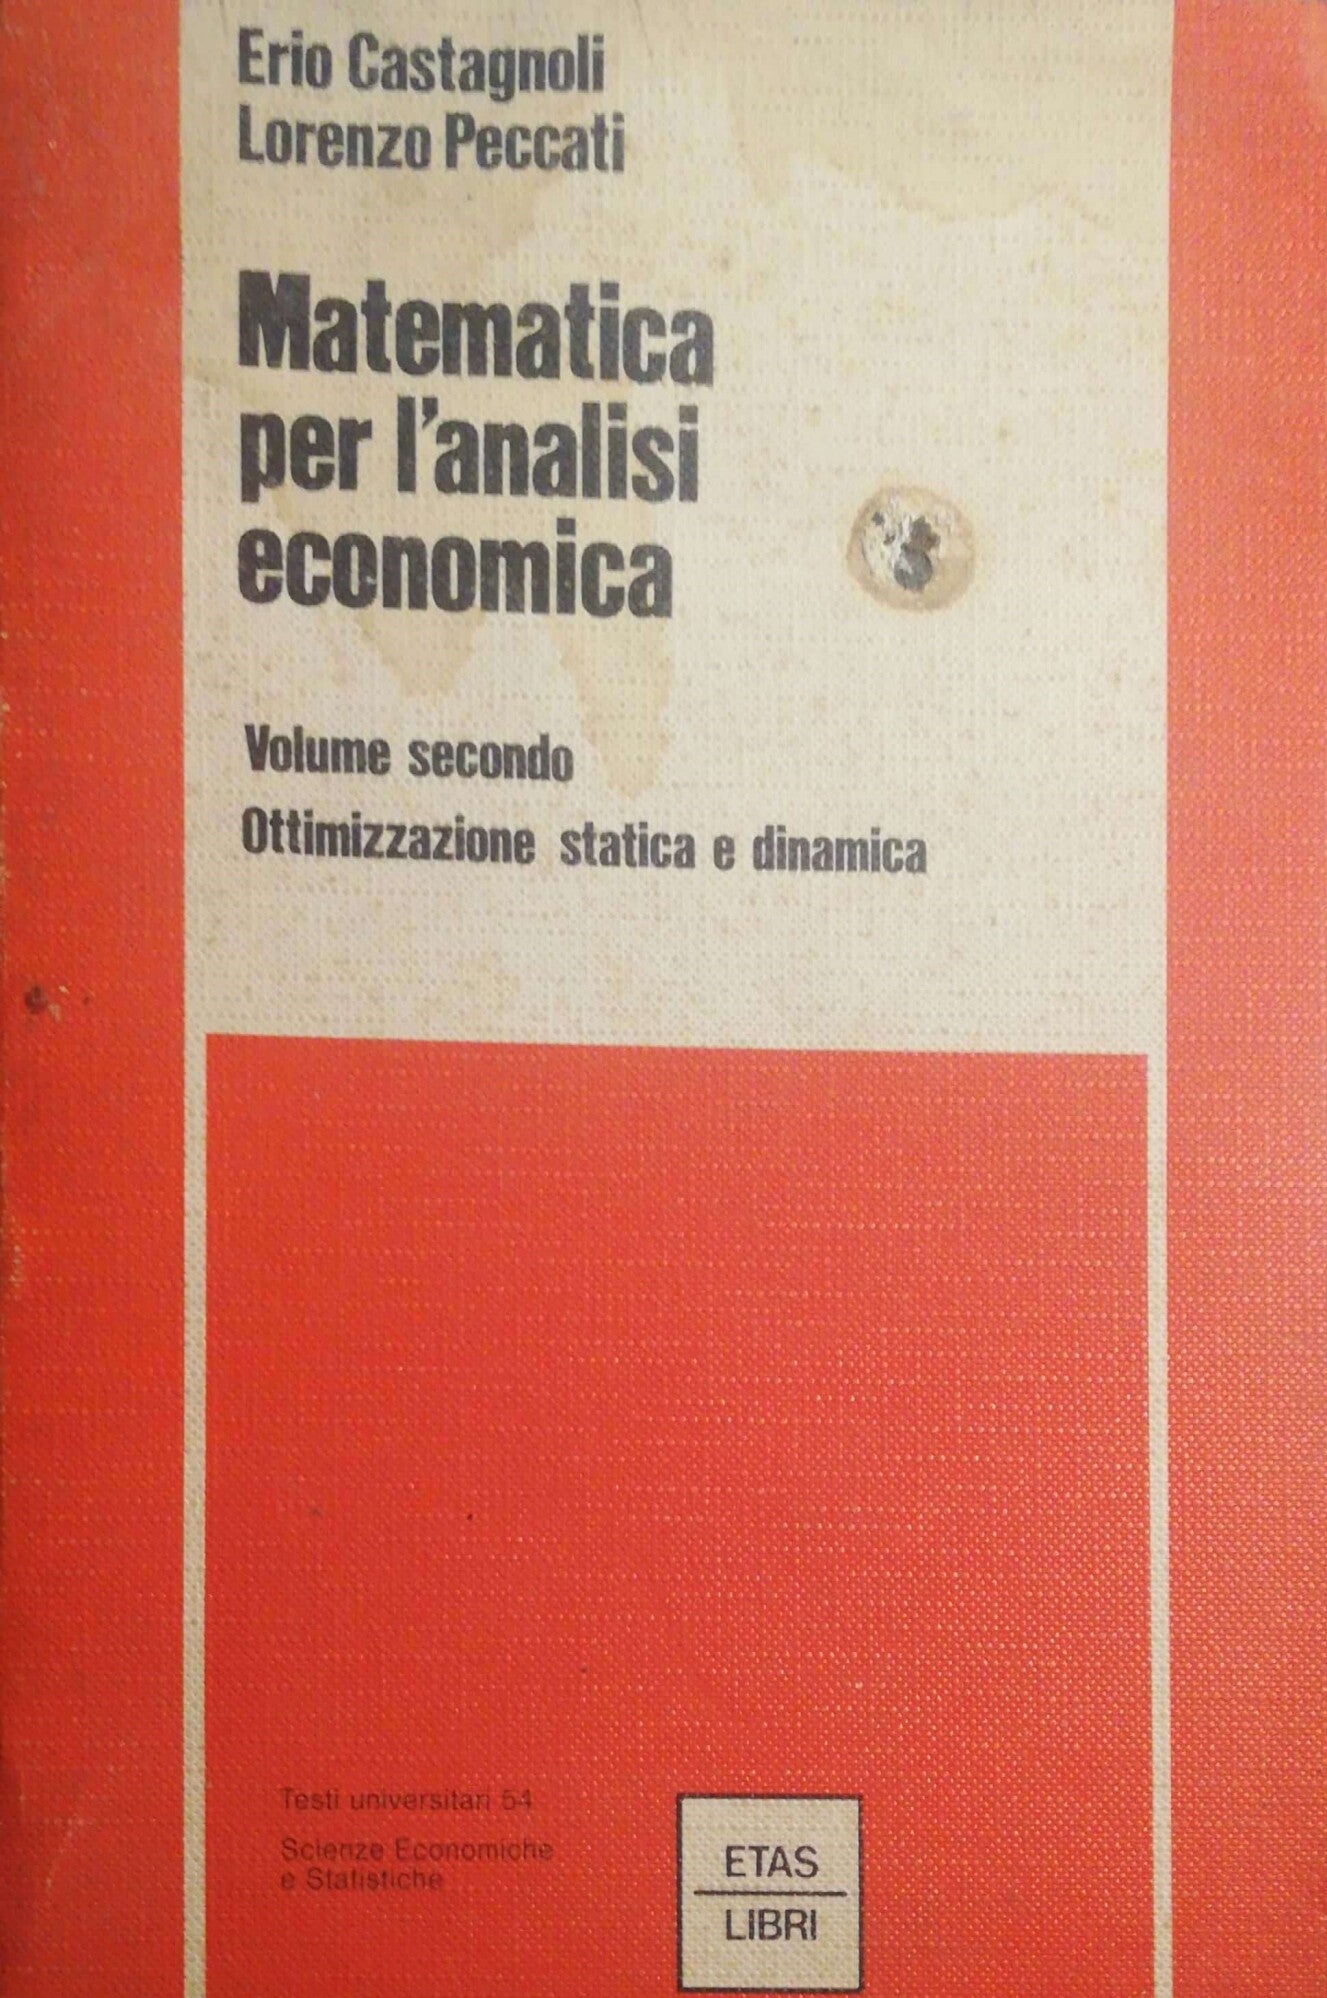 Erio Castagnoli
Lorenzo Peccati
Matematica
per l'analisi
economica
Volume secondo
Ottimizzazione statica e dinamica
Testi universitari 54
Scienze Economiche
e Statistiche
ETAS
LIBRI